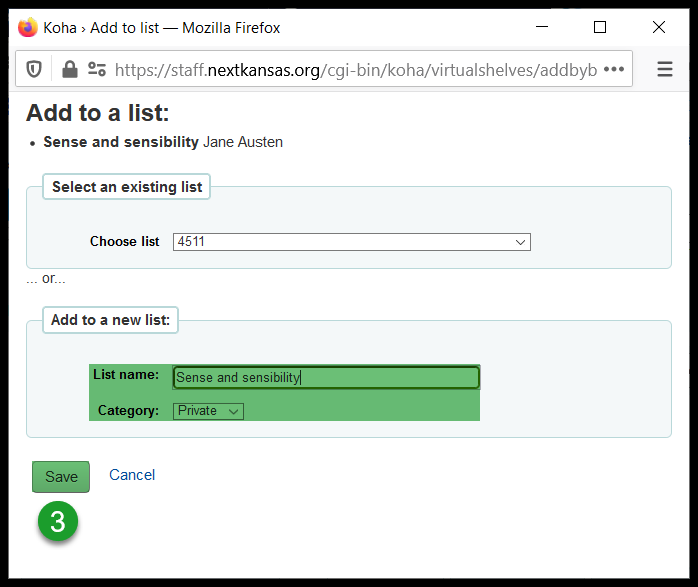 Koha › Add to list — Mozilla Firefox
https://staff.nextkansas.org/cgi-bin/koha/virtualshelves/addbyb •••
Add to a list:
• Sense and sensibility Jane Austen
Select an existing list
Choose list 4511
... or...
Add to a new list:
List name: Sense and sensibility
Category: Private
Save Cancel
3